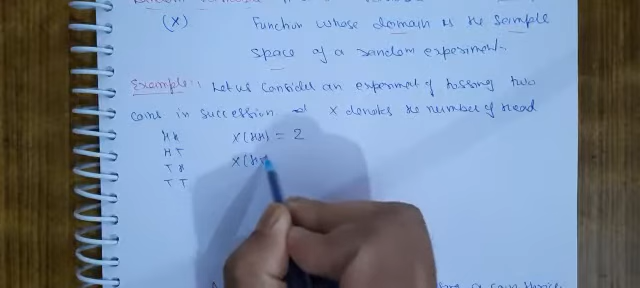 (X) Function whose domain is the sample
space of a random experiment.
Example: Let us consider an experiment of tossing two
coins in succession X denotes the number of Head
HH X(HH) = 2
HT X(HT
TH
TT